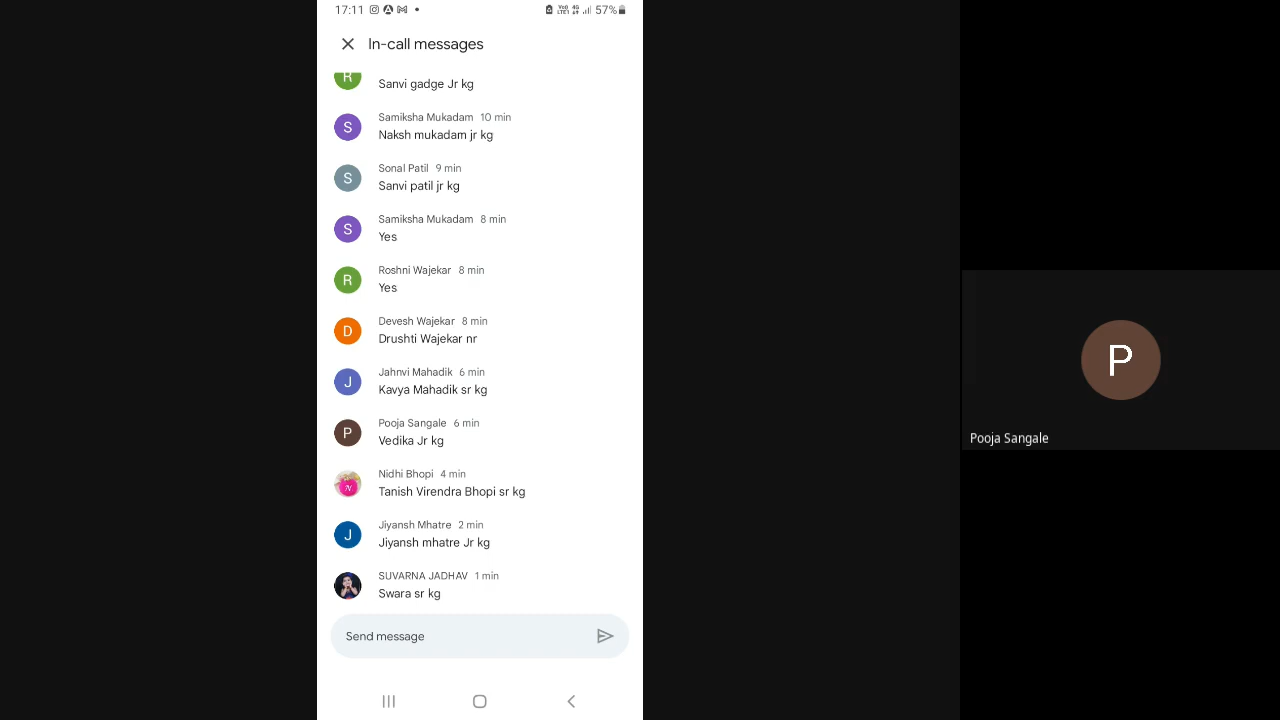 17:11 57%
In-call messages
R
Sanvi gadge Jr kg
Samiksha Mukadam 10 min
S
Naksh mukadam jr kg
Sonal Patil 9 min
S
Sanvi patil jr kg
Samiksha Mukadam 8 min
S
Yes
Roshni Wajekar 8 min
R
Yes
Devesh Wajekar 8 min
D
Drushti Wajekar nr
Jahnvi Mahadik 6 min
J
Kavya Mahadik sr kg
Pooja Sangale 6 min
P
Vedika Jr kg
Nidhi Bhopi 4 min
N
Tanish Virendra Bhopi sr kg
Jiyansh Mhatre 2 min
J
Jiyansh mhatre Jr kg
SUVARNA JADHAV 1 min
Swara sr kg
Send message
P
Pooja Sangale